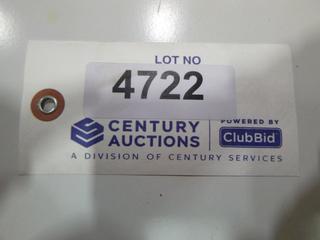 LOT NO
4722
CENTURY
AUCTIONS
POWERED BY
ClubBid
A DIVISION OF CENTURY SERVICES